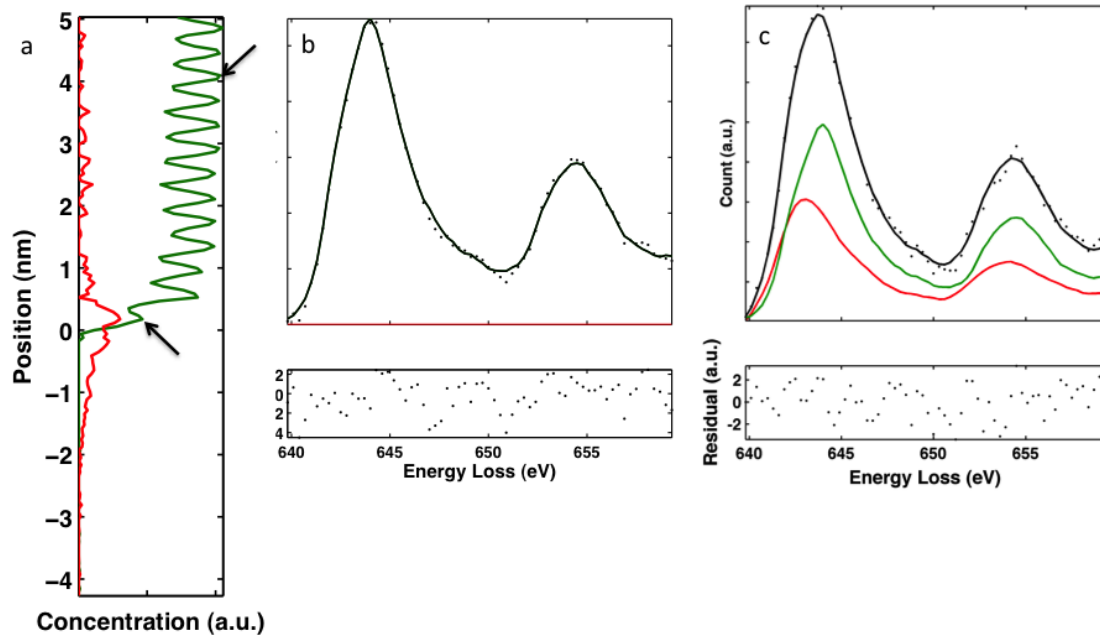 a
5
4
3
2
1
0
−1
−2
−3
−4
Position (nm)
Concentration (a.u.)
b
2
0
2
4
640 645 650 655
Energy Loss (eV)
c
Count (a.u.)
Residual (a.u.)
2
0
-2
640 645 650 655
Energy Loss (eV)